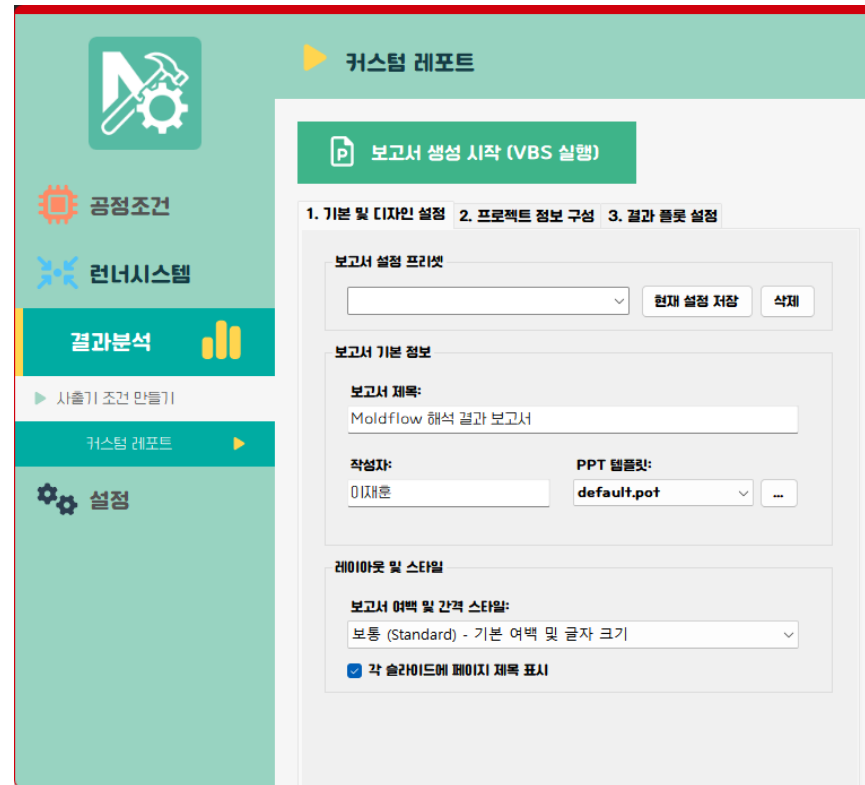 커스텀 레포트
보고서 생성 시작 (VBS 실행)
공정조건
런너시스템
결과분석
사출기 조건 만들기
커스텀 레포트
설정
1. 기본 및 디자인 설정 2. 프로젝트 정보 구성 3. 결과 플롯 설정
보고서 설정 프리셋
현재 설정 저장 삭제
보고서 기본 정보
보고서 제목:
Moldflow 해석 결과 보고서
작성자: PPT 템플릿:
이재훈 default.pot ...
레이아웃 및 스타일
보고서 여백 및 간격 스타일:
보통 (Standard) - 기본 여백 및 글자 크기
각 슬라이드에 페이지 제목 표시